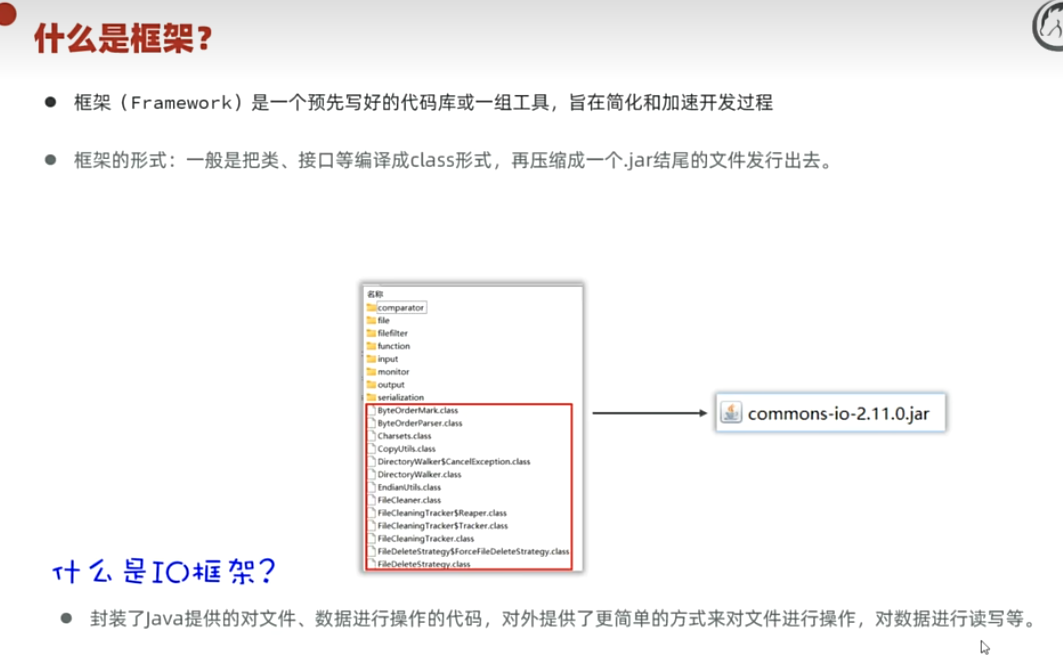 什么是框架？
框架（Framework）是一个预先写好的代码库或一组工具，旨在简化和加速开发过程
框架的形式：一般是把类、接口等编译成class形式，再压缩成一个.jar结尾的文件发行出去。
名称
comparator
file
filefilter
function
input
monitor
output
serialization
ByteOrderMark.class
ByteOrderParser.class
Charsets.class
CopyUtils.class
DirectoryWalker$CancelException.class
DirectoryWalker.class
EndianUtils.class
FileCleaner.class
FileCleaningTracker$Reaper.class
FileCleaningTracker$Tracker.class
FileCleaningTracker.class
FileDeleteStrategy$ForceFileDeleteStrategy.class
FileDeleteStrategy.class
commons-io-2.11.0.jar
什么是IO框架？
封装了Java提供的对文件、数据进行操作的代码，对外提供了更简单的方式来对文件进行操作，对数据进行读写等。